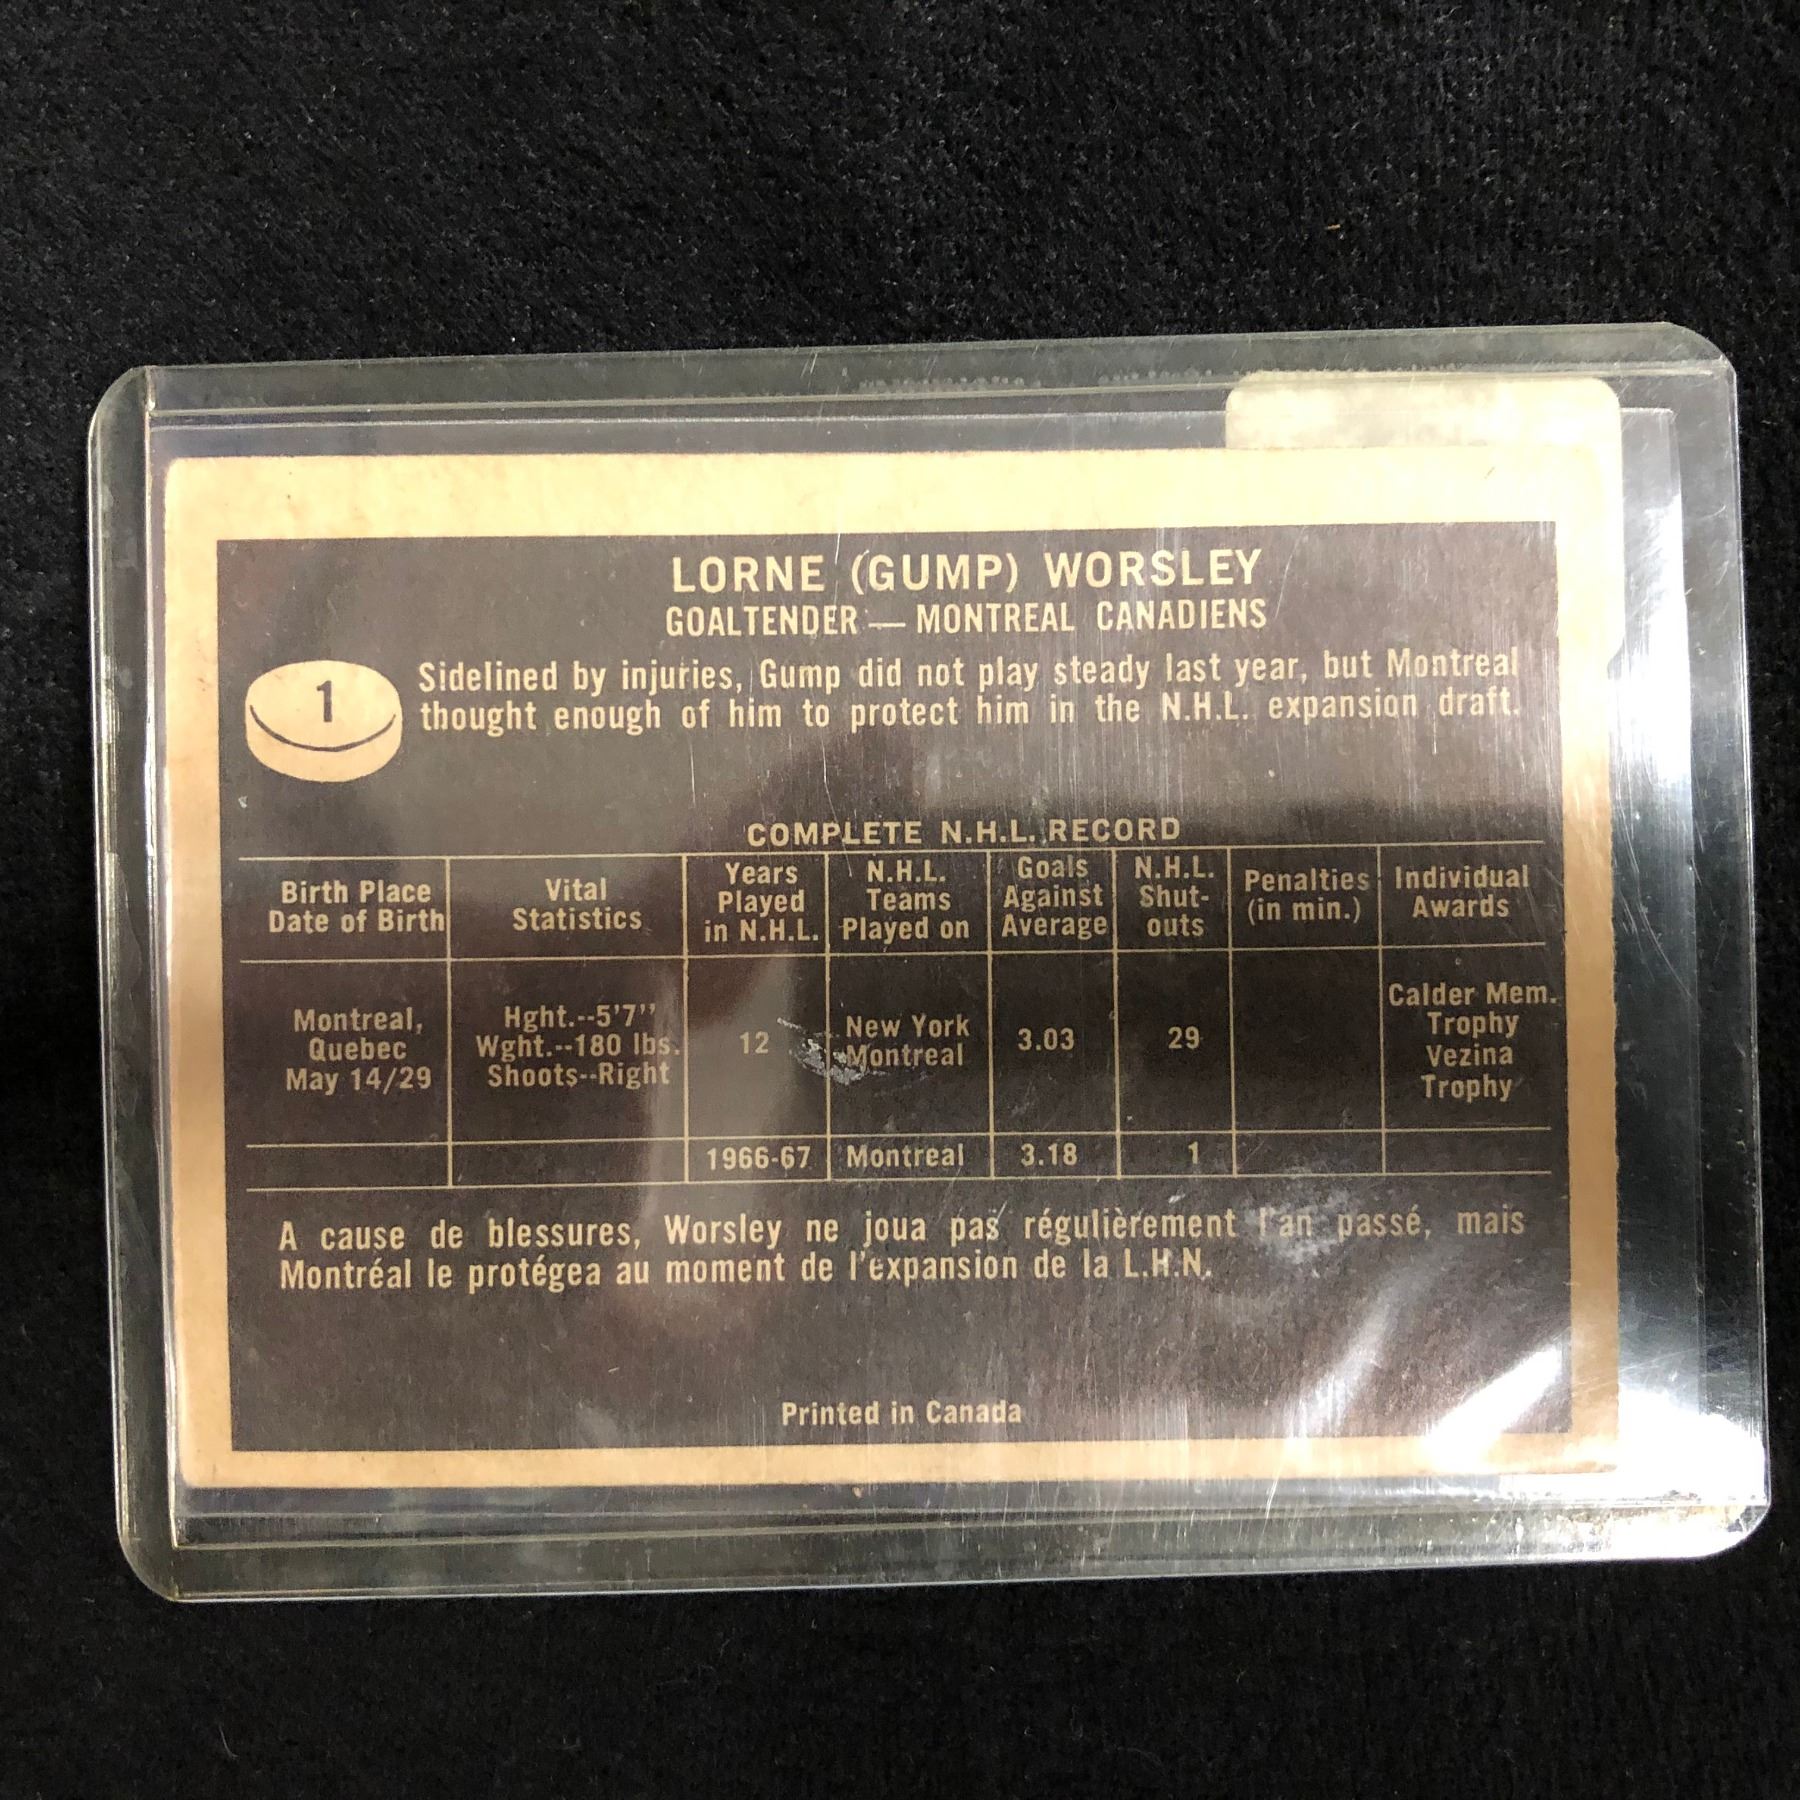 LORNE (GUMP) WORSLEY
GOALTENDER — MONTREAL CANADIENS
1
Sidelined by injuries, Gump did not play steady last year, but Montreal
thought enough of him to protect him in the N.H.L. expansion draft.
COMPLETE N.H.L. RECORD
Birth Place
Date of Birth
Vital
Statistics
Years
Played
in N.H.L.
N.H.L.
Teams
Played on
Goals
Against
Average
N.H.L.
Shut-
outs
Penalties
(in min.)
Individual
Awards
Montreal,
Quebec
May 14/29
Hght.--5'7"
Wght.--180 lbs.
Shoots--Right
12
New York
Montreal
3.03
29
Calder Mem.
Trophy
Vezina
Trophy
1966-67
Montreal
3.18
1
A cause de blessures, Worsley ne joua pas régulièrement l'an passé, mais
Montréal le protégea au moment de l'expansion de la L.H.N.
Printed in Canada